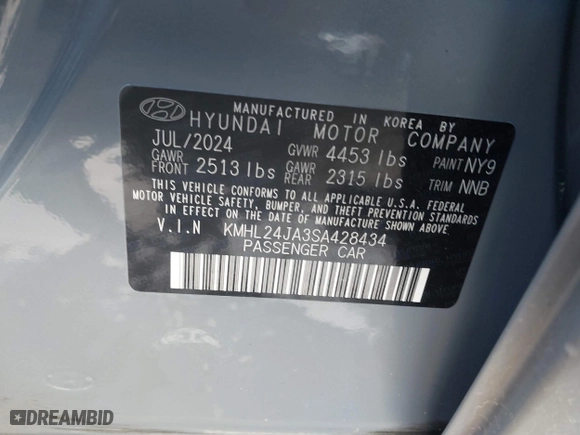 MANUFACTURED IN KOREA BY
HYUNDAI MOTOR COMPANY
JUL/2024 GVWR 4453 lbs PAINT NY9
GAWR FRONT 2513 lbs GAWR REAR 2315 lbs TRIM NNB
THIS VEHICLE CONFORMS TO ALL APPLICABLE U.S.A. FEDERAL
MOTOR VEHICLE SAFETY, BUMPER, AND THEFT PREVENTION STANDARDS
IN EFFECT ON THE DATE OF MANUFACTURE SHOWN ABOVE.
V.I.N KMHL24JA3SA428434
PASSENGER CAR
DREAMBID